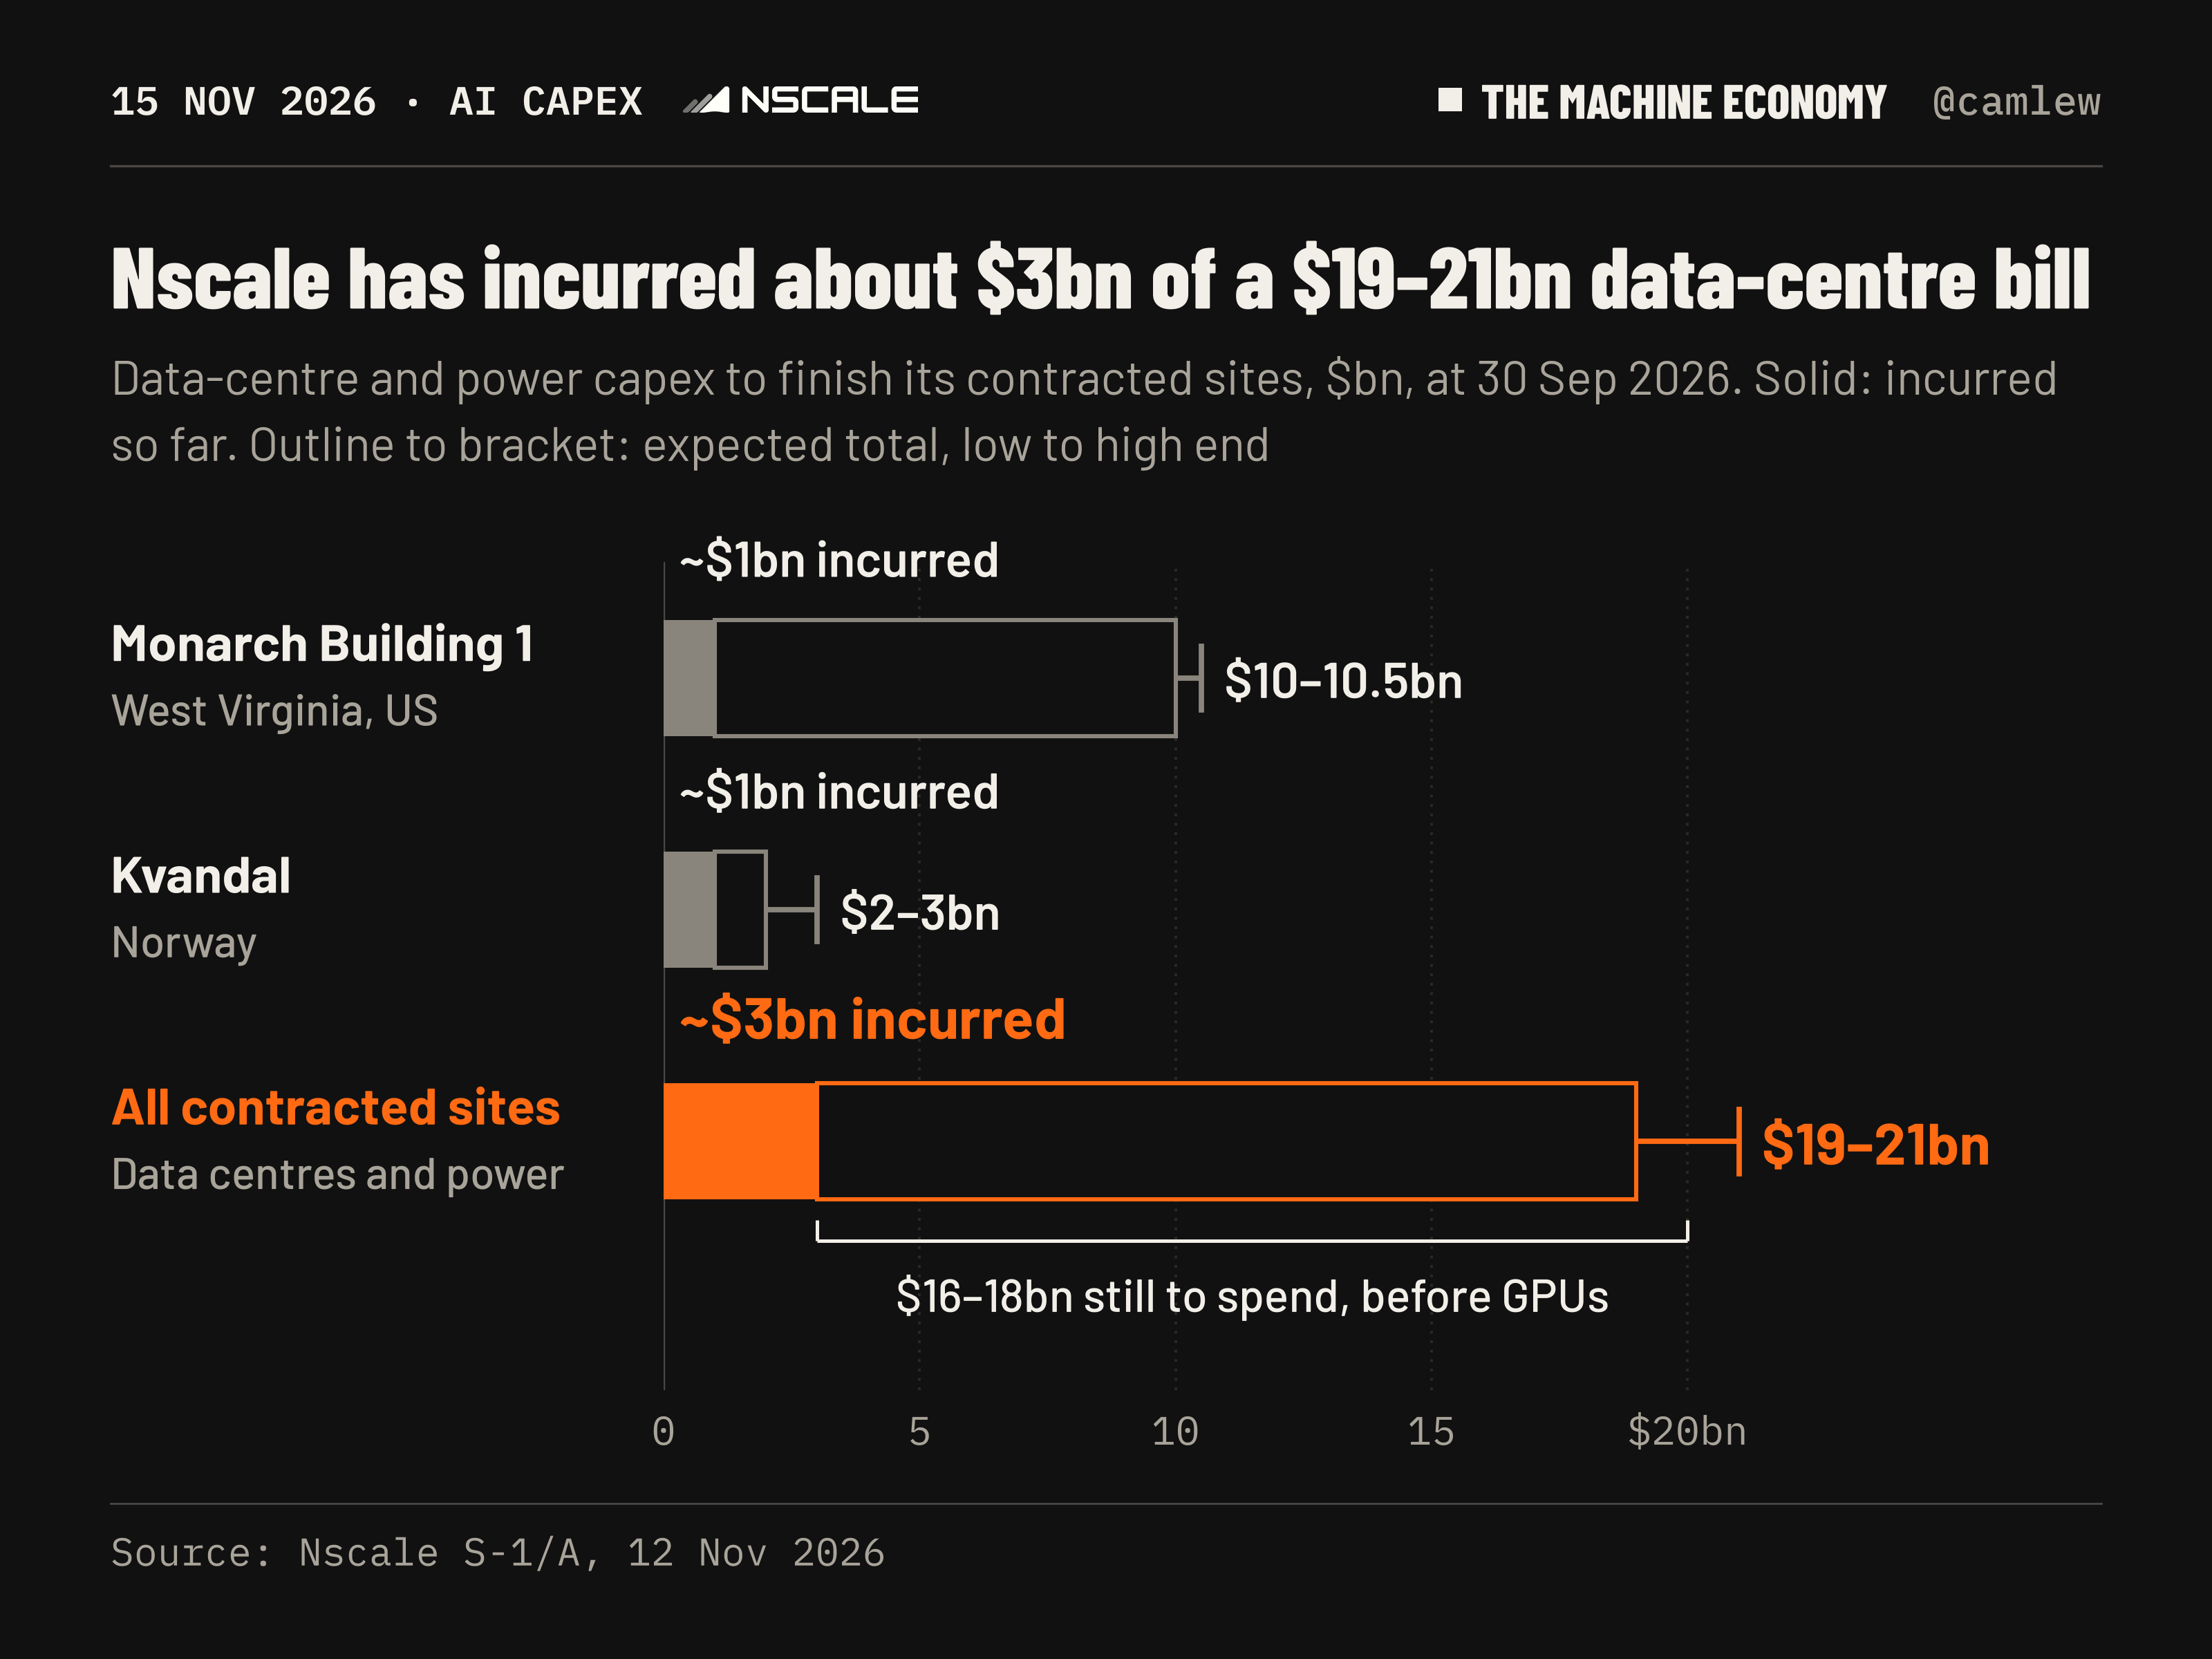 15 NOV 2026 · AI CAPEX NSCALE
THE MACHINE ECONOMY @camlew
Nscale has incurred about $3bn of a $19–21bn data-centre bill
Data-centre and power capex to finish its contracted sites, $bn, at 30 Sep 2026. Solid: incurred
so far. Outline to bracket: expected total, low to high end
~$1bn incurred
Monarch Building 1
West Virginia, US
$10–10.5bn
~$1bn incurred
Kvandal
Norway
$2–3bn
~$3bn incurred
All contracted sites
Data centres and power
$19–21bn
$16–18bn still to spend, before GPUs
0 5 10 15 $20bn
Source: Nscale S-1/A, 12 Nov 2026